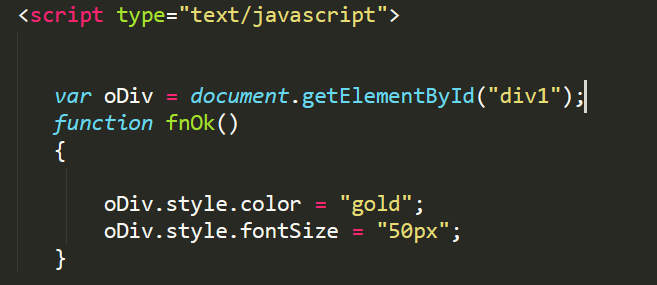 <script type="text/javascript">
var oDiv = document.getElementById("div1");
function fnOk()
{
oDiv.style.color = "gold";
oDiv.style.fontSize = "50px";
}